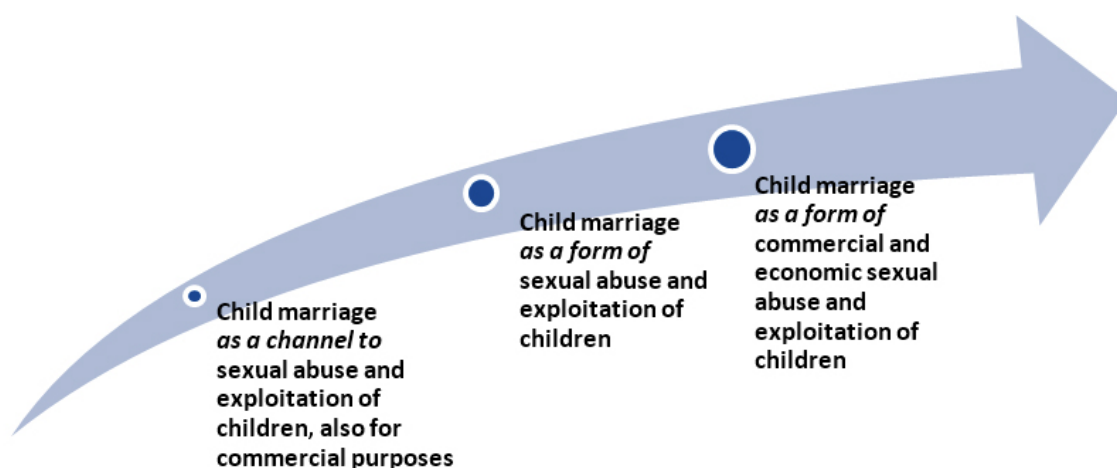 Child marriage
as a channel to
sexual abuse and
exploitation of
children, also for
commercial purposes
Child marriage
as a form of
sexual abuse and
exploitation of
children
Child marriage
as a form of
commercial and
economic sexual
abuse and
exploitation of
children